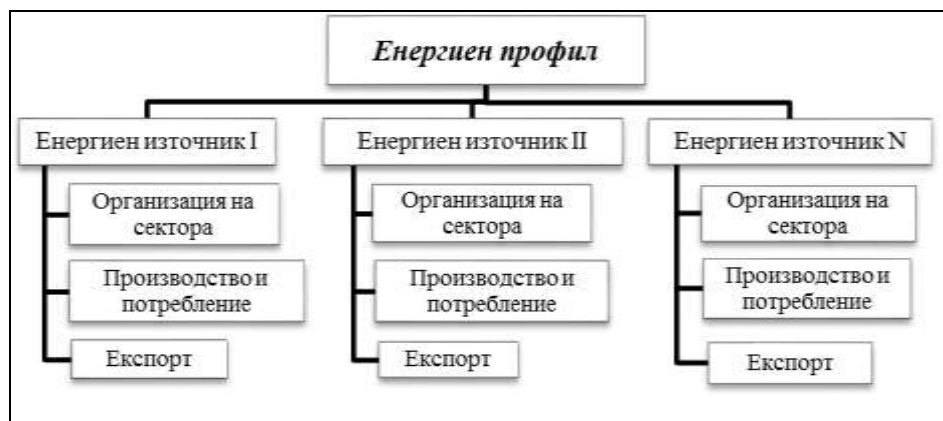 Енергиен профил
Енергиен източник I
Енергиен източник II
Енергиен източник N
Организация на
сектора
Организация на
сектора
Организация на
сектора
Производство и
потребление
Производство и
потребление
Производство и
потребление
Експорт
Експорт
Експорт